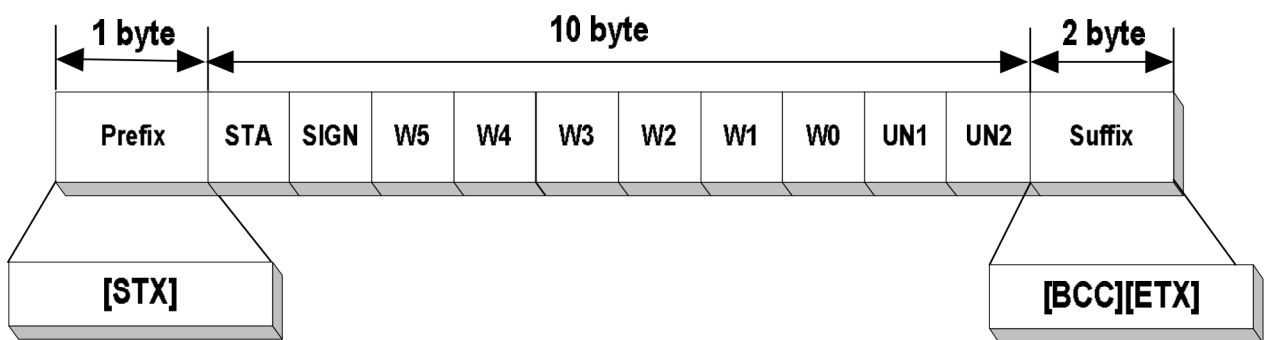 1 byte 10 byte 2 byte
Prefix STA SIGN W5 W4 W3 W2 W1 W0 UN1 UN2 Suffix
[STX] [BCC][ETX]